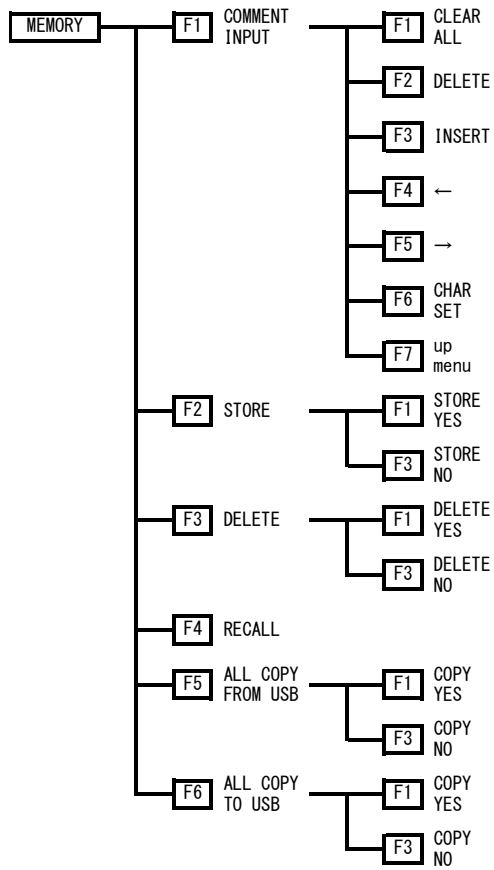 MEMORY
F1 COMMENT
INPUT
F1 CLEAR
ALL
F2 DELETE
F3 INSERT
F4 ←
F5 →
F6 CHAR
SET
F7 up
menu
F2 STORE
F1 STORE
YES
F3 STORE
NO
F3 DELETE
F1 DELETE
YES
F3 DELETE
NO
F4 RECALL
F5 ALL COPY
FROM USB
F1 COPY
YES
F3 COPY
NO
F6 ALL COPY
TO USB
F1 COPY
YES
F3 COPY
NO